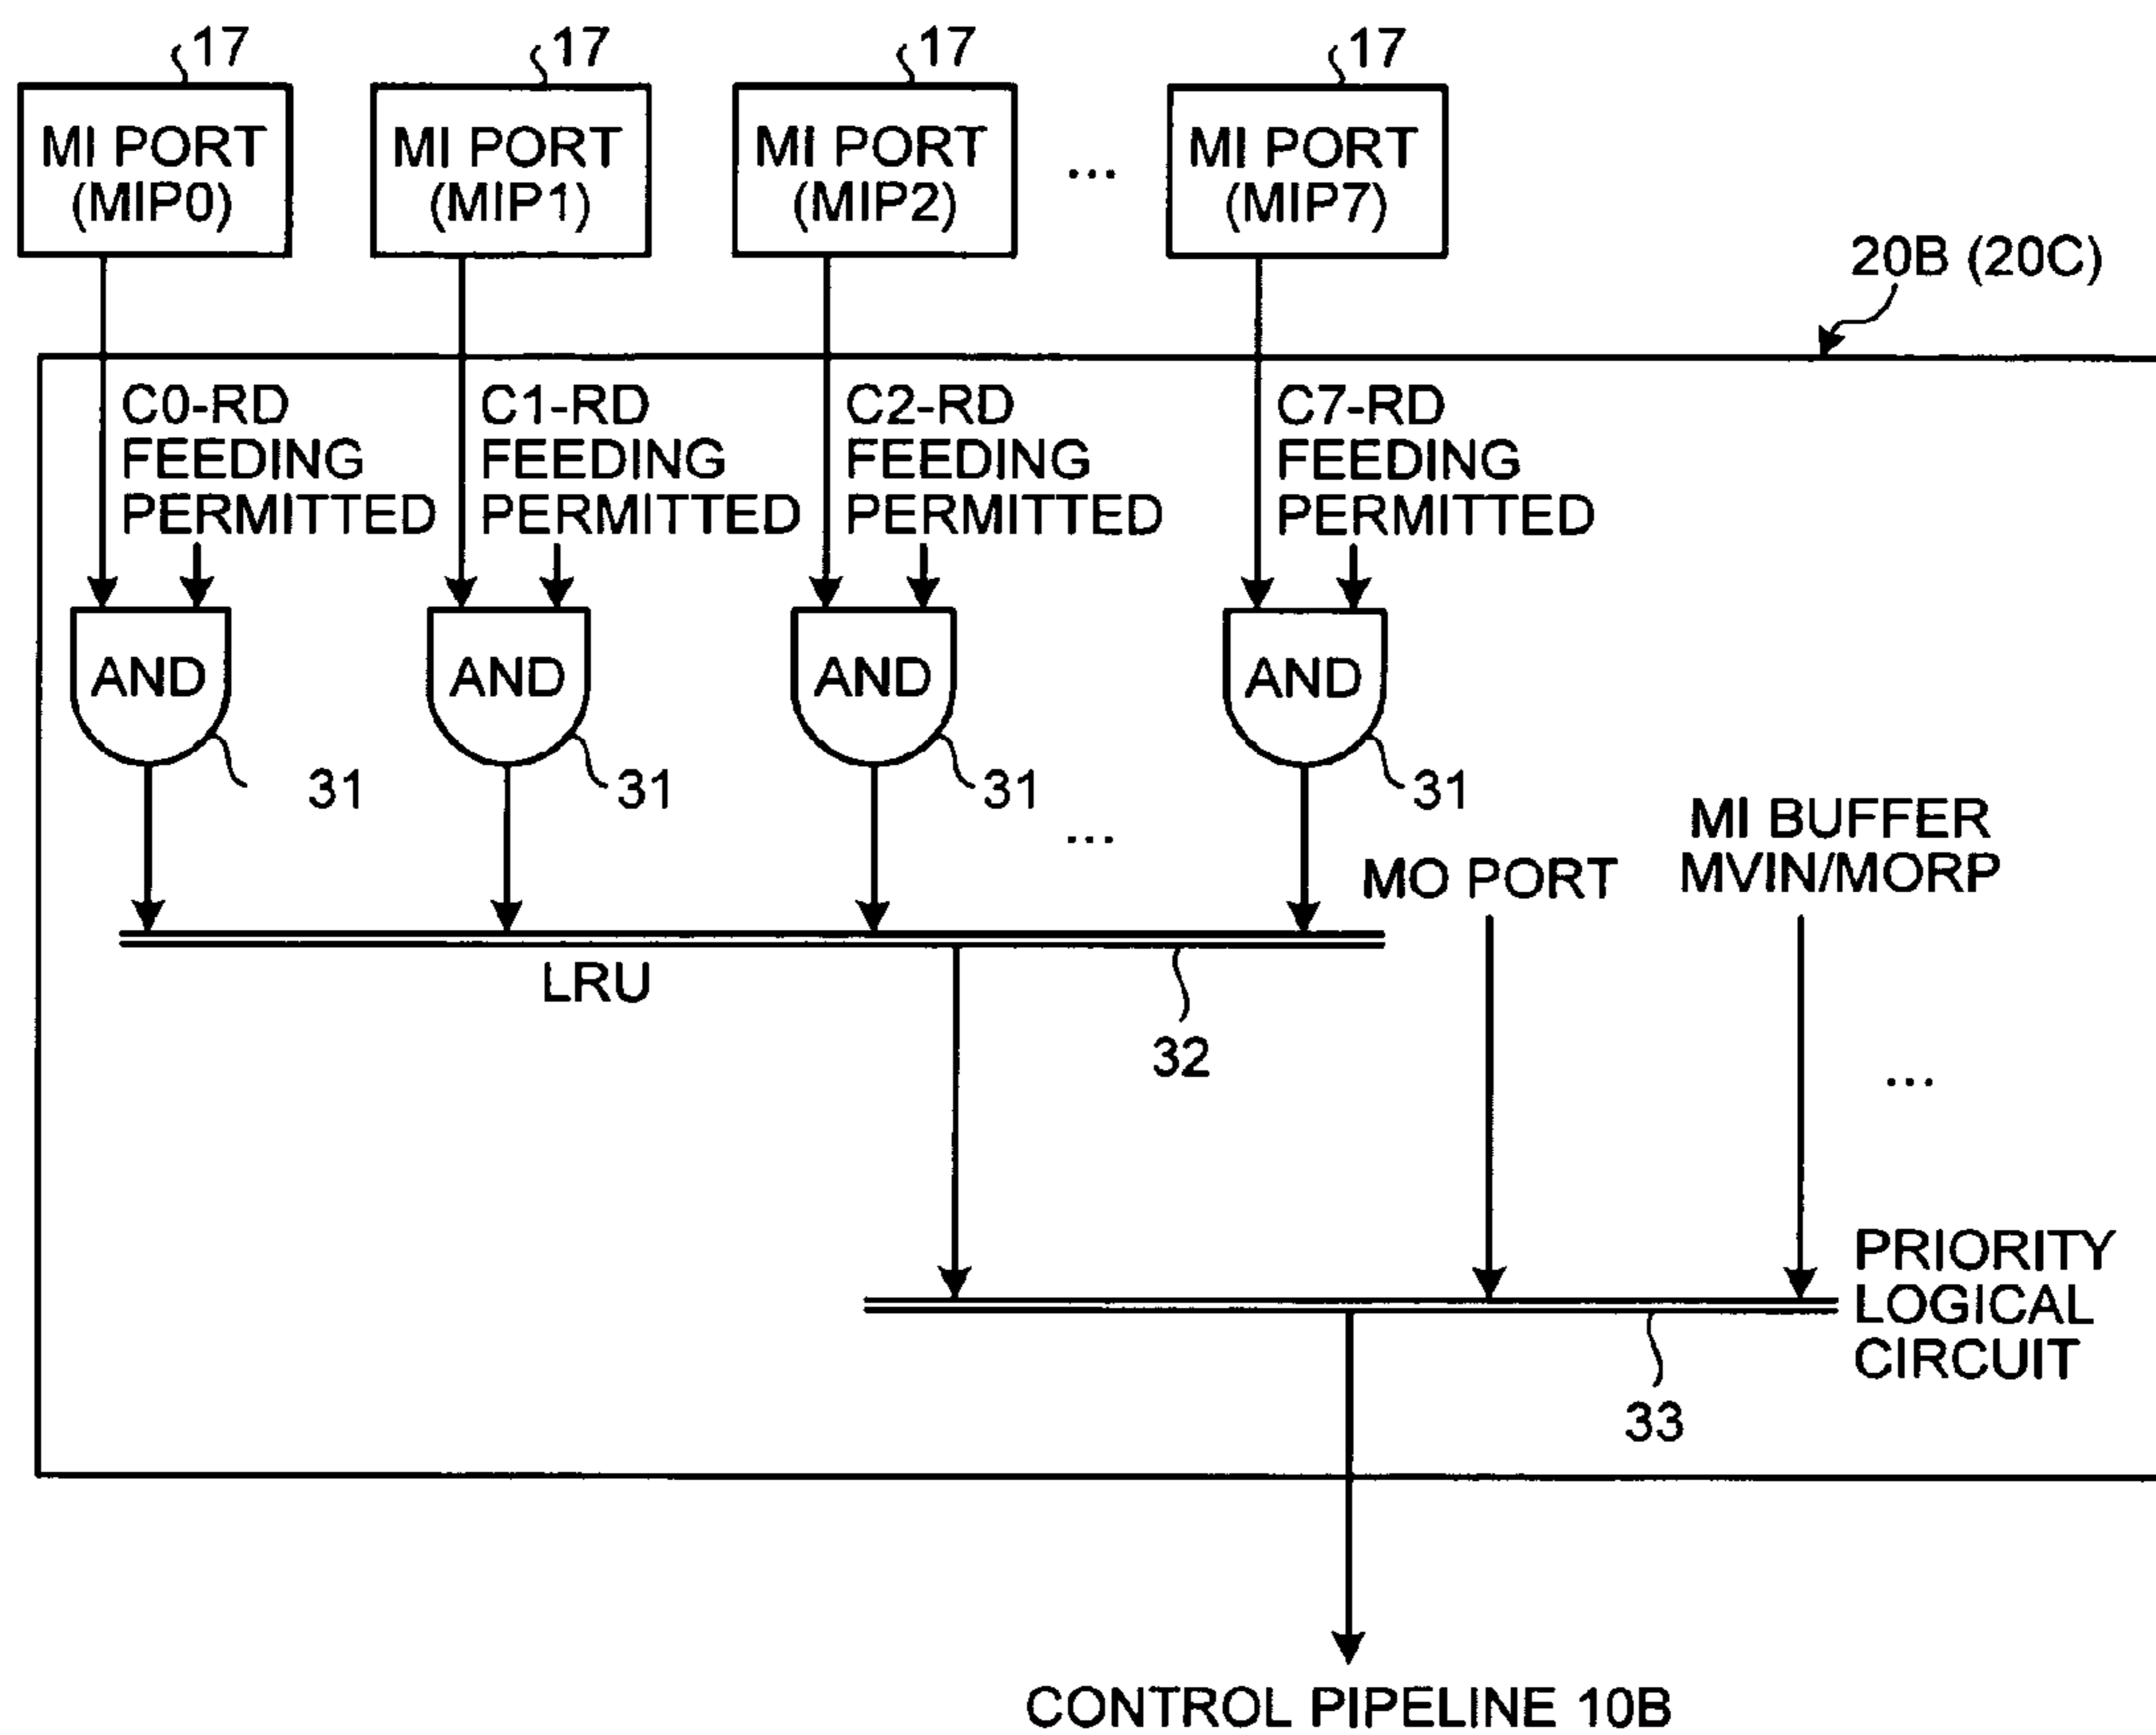 17
17
17
17
MI PORT
(MIP0)
MI PORT
(MIP1)
MI PORT
(MIP2)
...
MI PORT
(MIP7)
20B (20C)
C0-RD
FEEDING
PERMITTED
C1-RD
FEEDING
PERMITTED
C2-RD
FEEDING
PERMITTED
C7-RD
FEEDING
PERMITTED
AND
AND
AND
AND
31
31
31
31
...
MO PORT
MI BUFFER
MVIN/MORP
LRU
32
...
PRIORITY
LOGICAL
CIRCUIT
33
CONTROL PIPELINE 10B